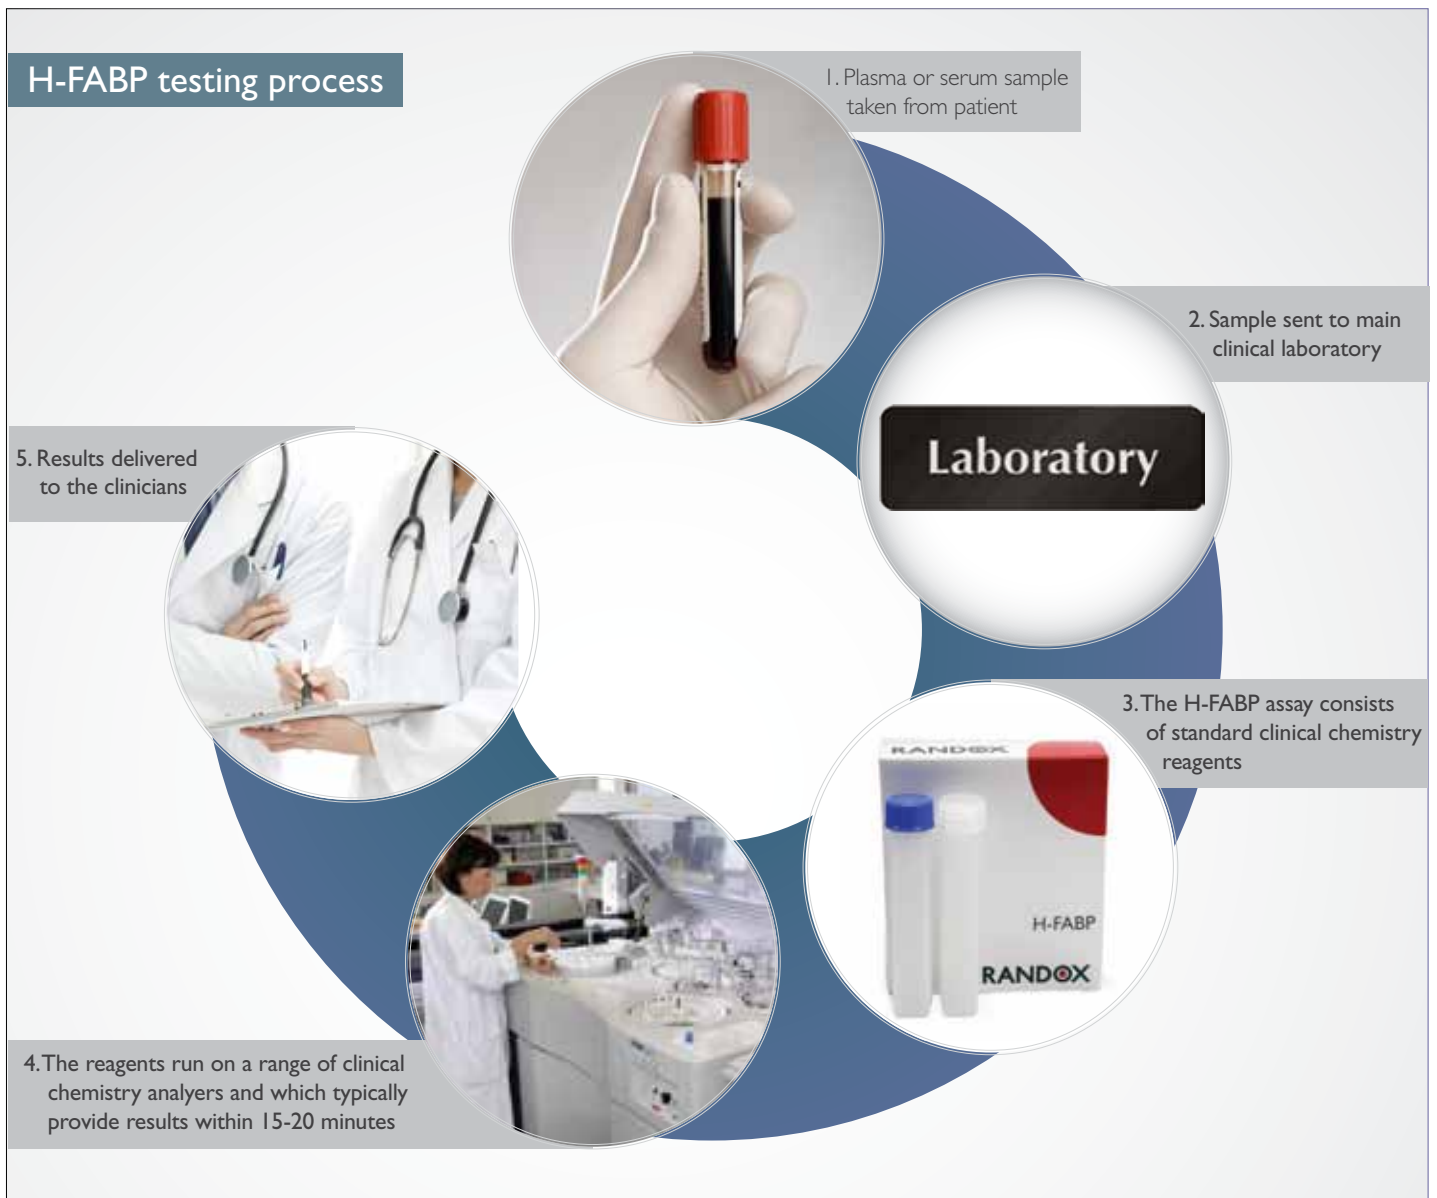 H-FABP testing process
1. Plasma or serum sample
taken from patient
2. Sample sent to main
clinical laboratory
Laboratory
5. Results delivered
to the clinicians
3. The H-FABP assay consists
of standard clinical chemistry
reagents
RANDOX
H-FABP
RANDOX
4. The reagents run on a range of clinical
chemistry analyers and which typically
provide results within 15-20 minutes